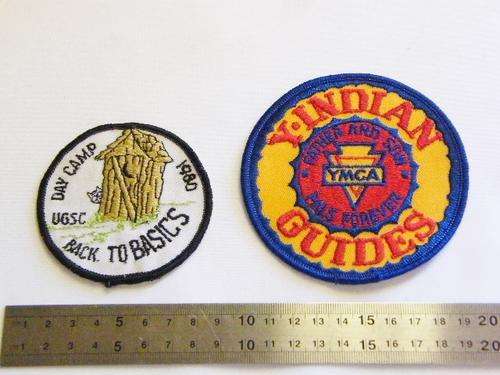 DAY CAMP 1980
UGSC
BACK TO BASICS
Y-INDIAN
FATHER AND SON
YMCA
PALS FOREVER
GUIDES
1 2 3 4 5 6 7 8 9 10 11 12 13 14 15 16 17 18 19 20
1 2 3 4 5 6 7 8 9 10 11 12 13 14 15 16 17 18 19 20